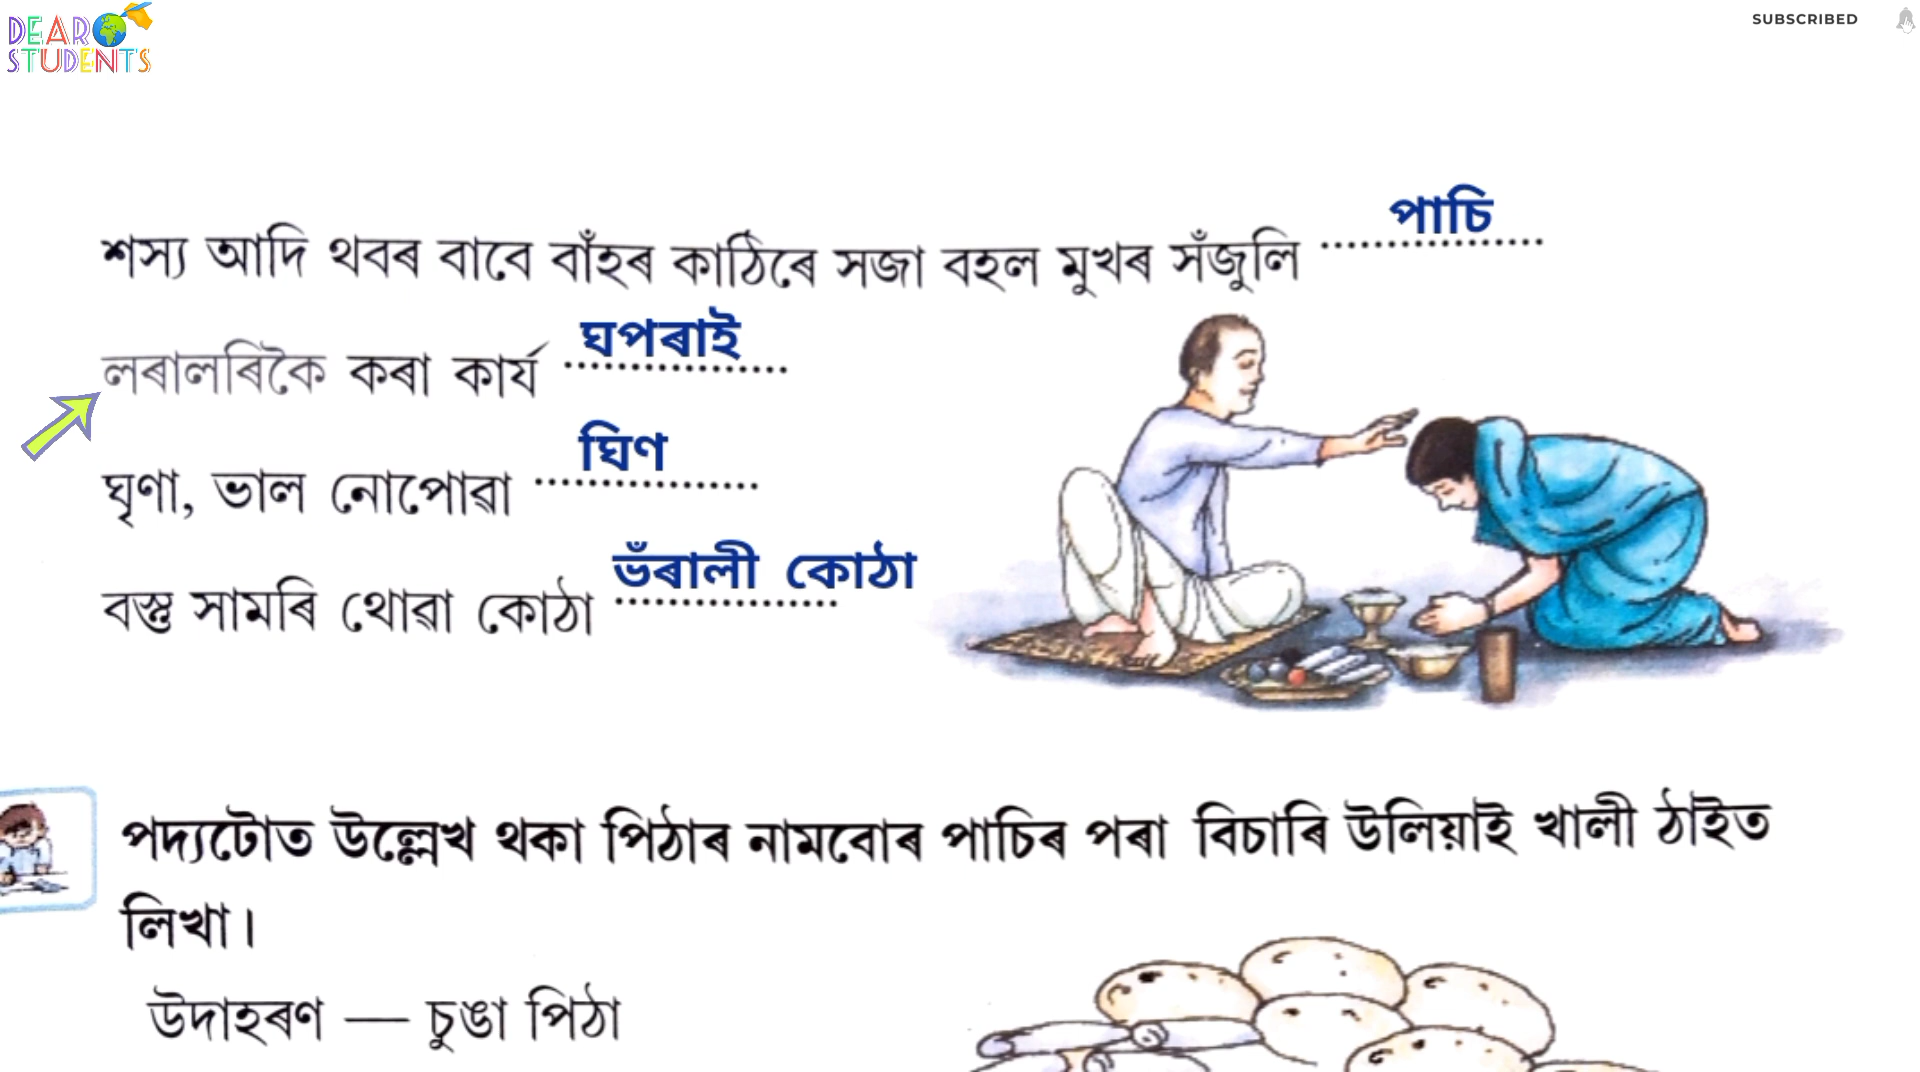 DEAR
STUDENTS
SUBSCRIBED
শস্য আদি থবৰ বাবে বাঁহৰ কাঠিৰে সজা বহল মুখৰ সঁজুলি .................... পাচি
লৰালৰিকৈ কৰা কাৰ্য .................... ঘপৰাই
ঘৃণা, ভাল নোপোৱা .................... ঘিণ
বস্তু সামৰি থোৱা কোঠা .................... ভঁৰালী কোঠা
পদ্যটোত উল্লেখ থকা পিঠাৰ নামবোৰ পাচিৰ পৰা বিচাৰি উলিয়াই খালী ঠাইত
লিখা।
উদাহৰণ — চুঙা পিঠা